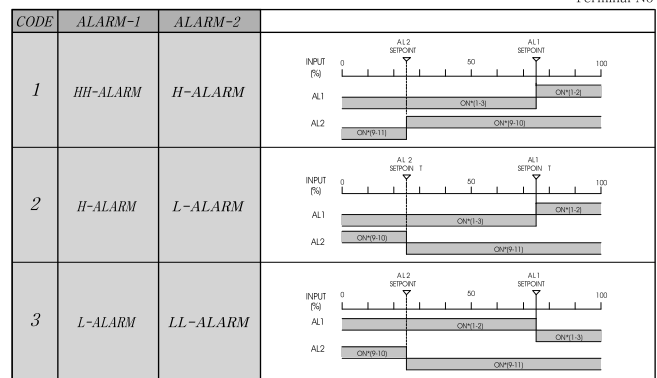 Terminal No
CODE ALARM-1 ALARM-2
1 HH-ALARM H-ALARM
AL2 SETPOINT AL1 SETPOINT
INPUT (%) 0 50 100
AL1 ON*(1-3) ON*(1-2)
AL2 ON*(9-11) ON*(9-10)
2 H-ALARM L-ALARM
AL 2 SETPOIN T AL1 SETPOIN T
INPUT (%) 0 50 100
AL1 ON*(1-3) ON*(1-2)
AL2 ON*(9-10) ON*(9-11)
3 L-ALARM LL-ALARM
AL2 SETPOINT AL1 SETPOINT
INPUT (%) 0 50 100
AL1 ON*(1-2) ON*(1-3)
AL2 ON*(9-10) ON*(9-11)